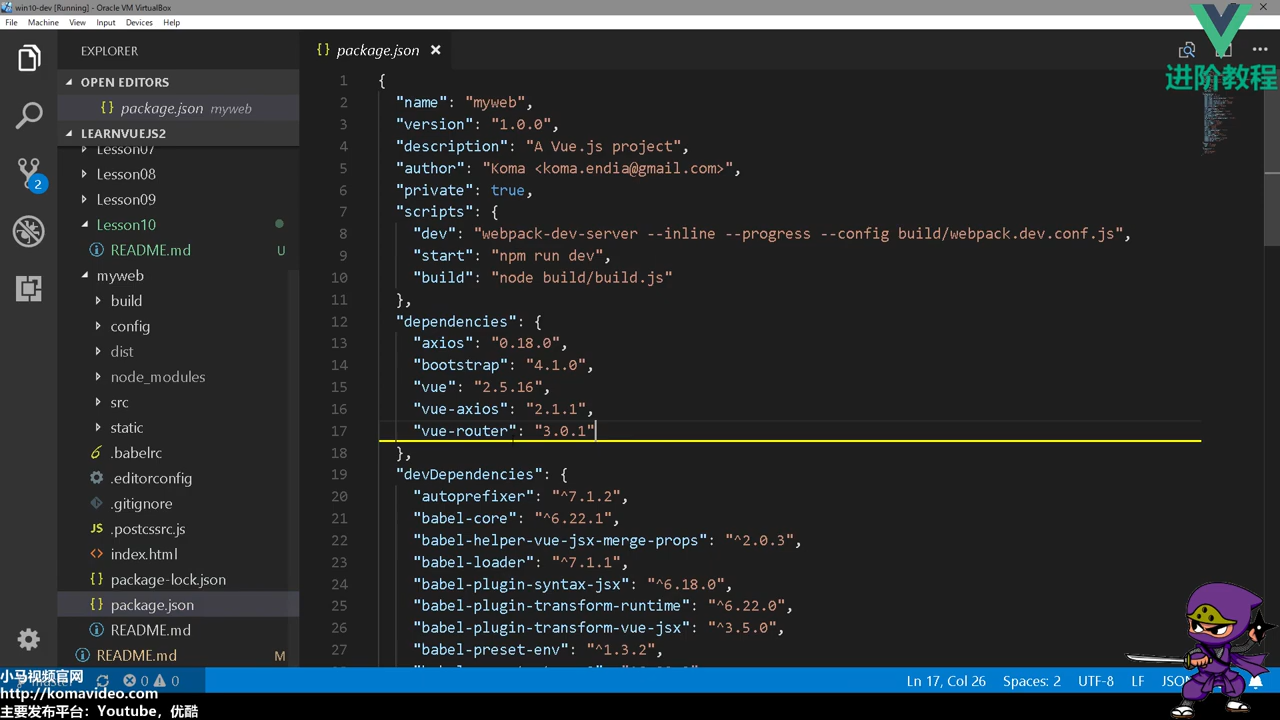 win10-dev [Running] - Oracle VM VirtualBox
File Machine View Input Devices Help
EXPLORER
OPEN EDITORS
{} package.json myweb
LEARNVUEJS2
Lesson07
Lesson08
Lesson09
Lesson10
README.md U
myweb
build
config
dist
node_modules
src
static
.babelrc
.editorconfig
.gitignore
JS .postcssrc.js
<> index.html
{} package-lock.json
{} package.json
README.md
README.md M
2
{} package.json
进阶教程
1 {
2 "name": "myweb",
3 "version": "1.0.0",
4 "description": "A Vue.js project",
5 "author": "Koma <koma.endia@gmail.com>",
6 "private": true,
7 "scripts": {
8 "dev": "webpack-dev-server --inline --progress --config build/webpack.dev.conf.js",
9 "start": "npm run dev",
10 "build": "node build/build.js"
11 },
12 "dependencies": {
13 "axios": "0.18.0",
14 "bootstrap": "4.1.0",
15 "vue": "2.5.16",
16 "vue-axios": "2.1.1",
17 "vue-router": "3.0.1"
18 },
19 "devDependencies": {
20 "autoprefixer": "^7.1.2",
21 "babel-core": "^6.22.1",
22 "babel-helper-vue-jsx-merge-props": "^2.0.3",
23 "babel-loader": "^7.1.1",
24 "babel-plugin-syntax-jsx": "^6.18.0",
25 "babel-plugin-transform-runtime": "^6.22.0",
26 "babel-plugin-transform-vue-jsx": "^3.5.0",
27 "babel-preset-env": "^1.3.2",
小马视频官网
http://komavideo.com
主要发布平台：Youtube，优酷
0 0
Ln 17, Col 26 Spaces: 2 UTF-8 LF JSON